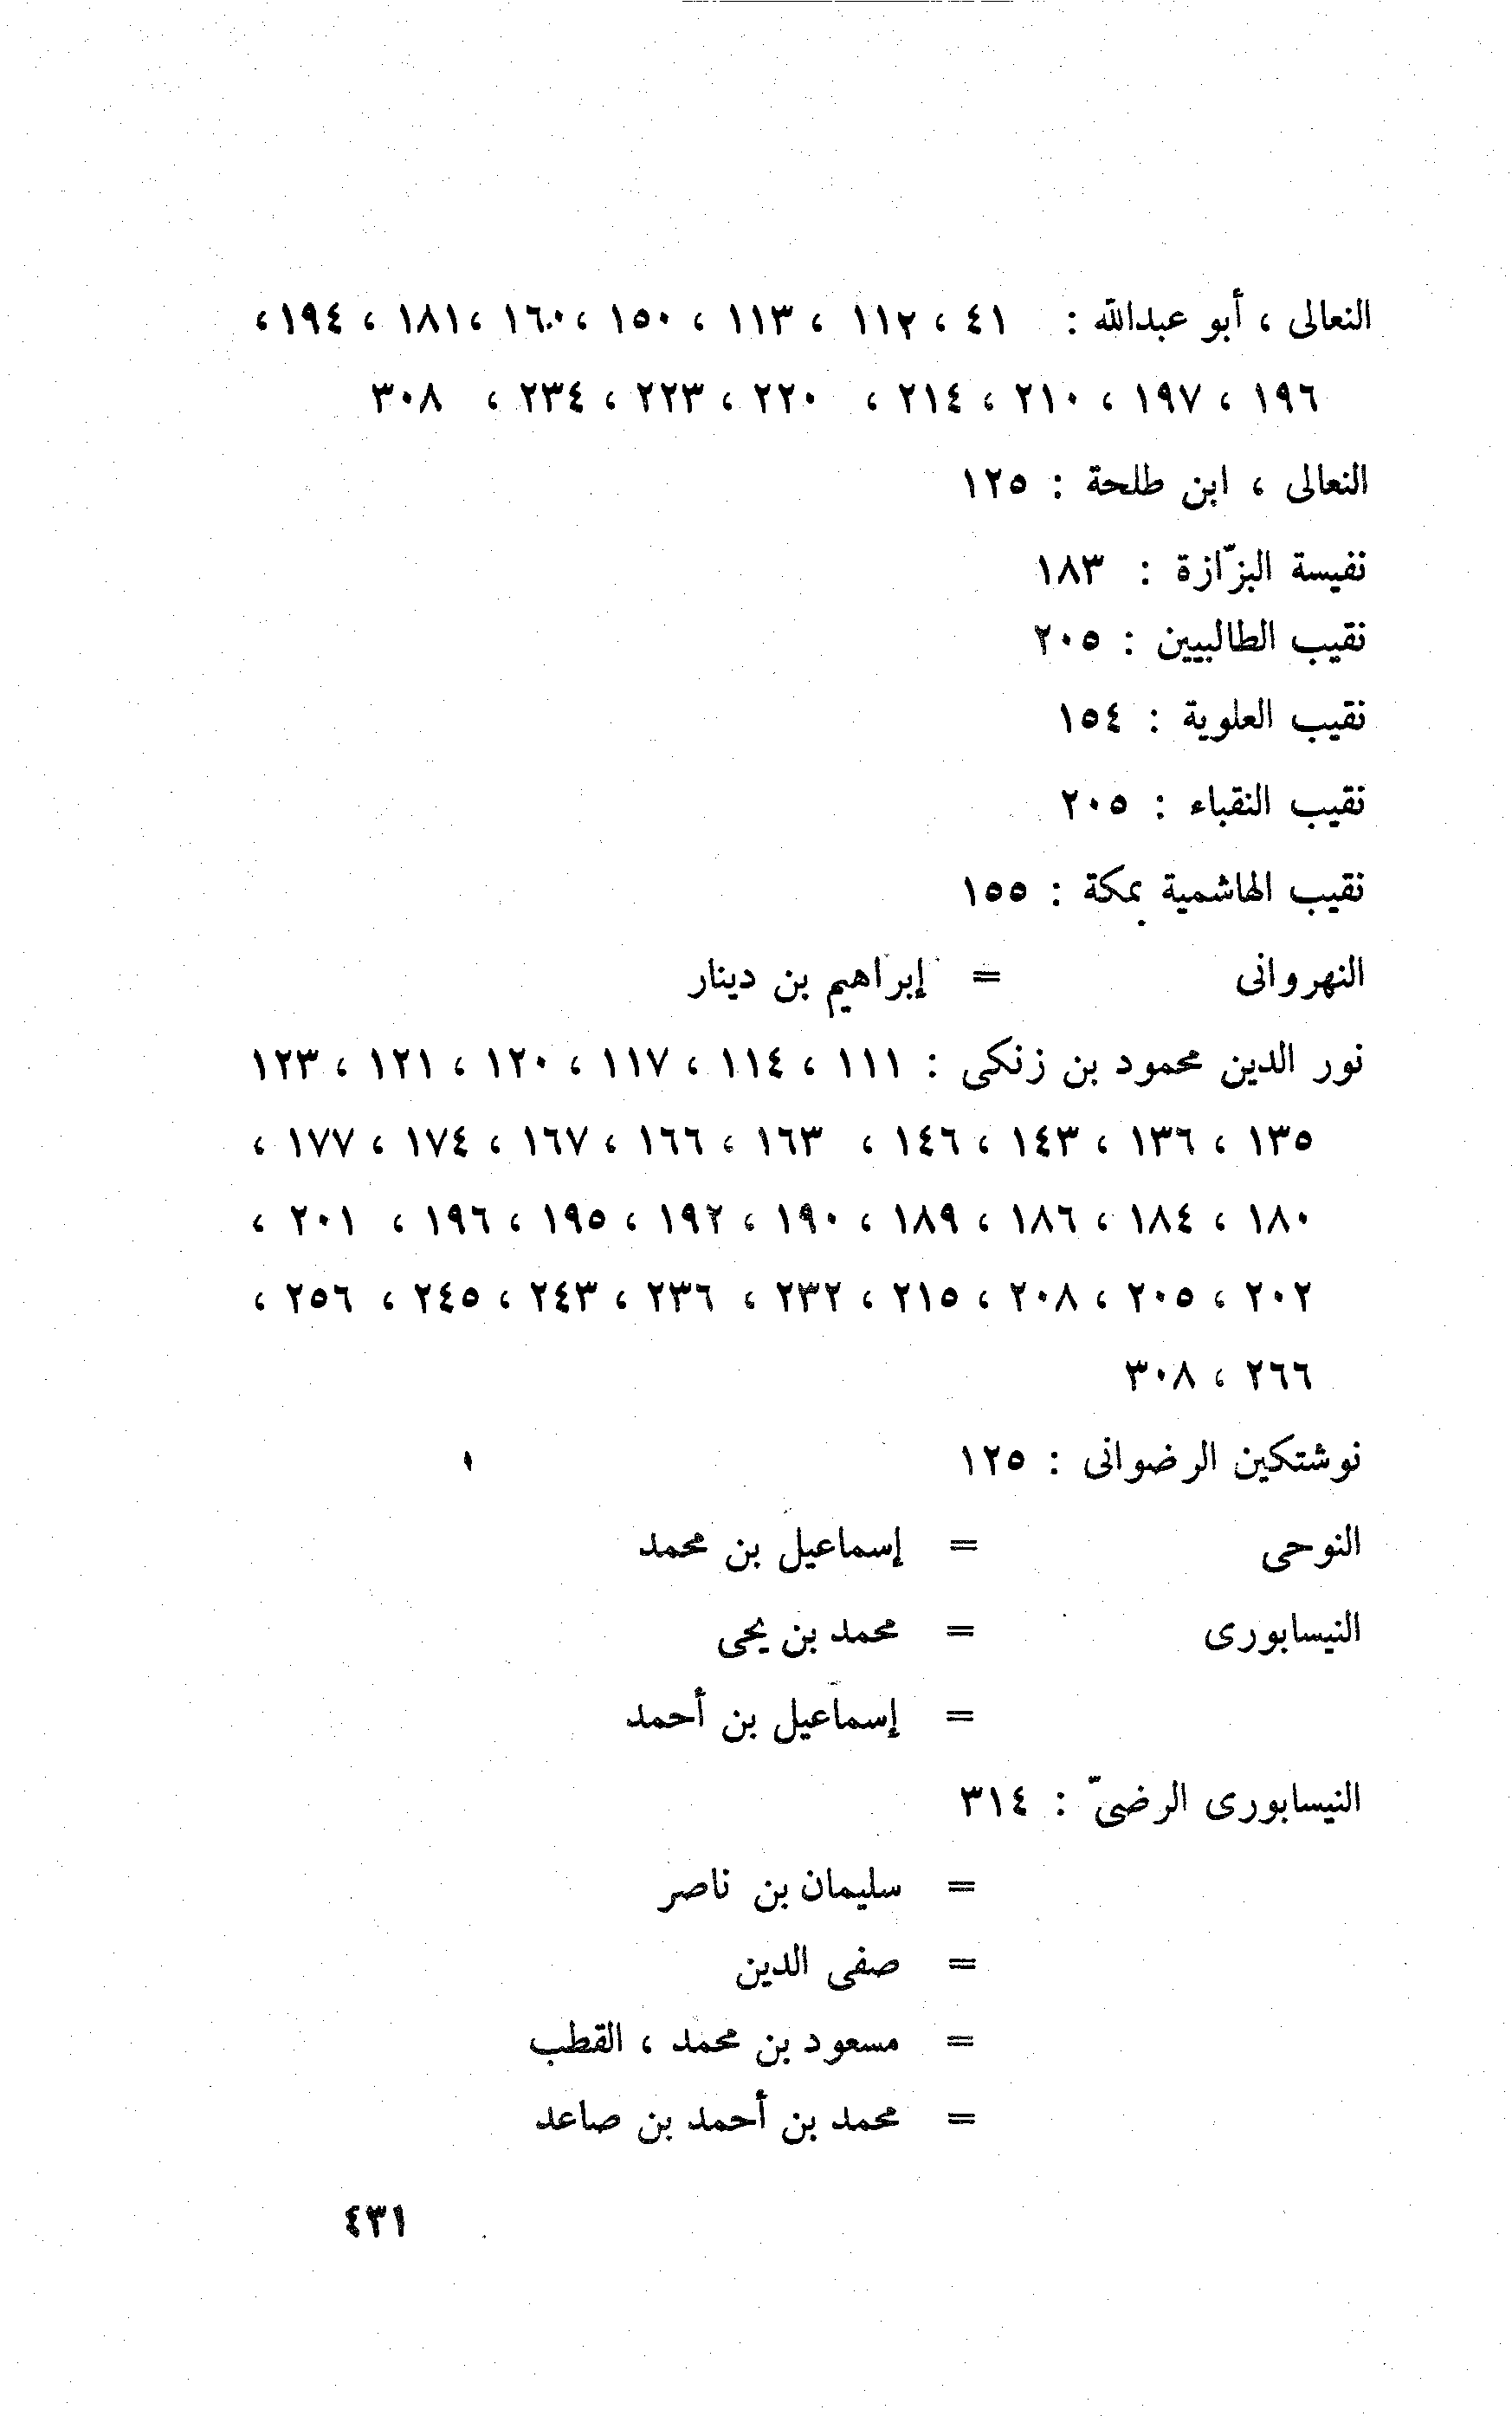 النعالى ، أبو عبدالله : ٤١ ، ١١٢ ، ١١٣ ، ١٥٠ ،١٦٠ ،١٨١ ، ١٩٤،
١٩٦ ، ١٩٧ ، ٢١٠ ، ٢١٤ ، ٢٢٠ ، ٢٢٣ ، ٢٣٤ ، ٣٠٨
النعالى ، ابن طلحة : ١٢٥
نفيسة البزّازة : ١٨٣
نقيب الطالبيين : ٢٠٥
نقيب العلوية : ١٥٤
نقيب النقباء : ٢٠٥
نقيب الهاشمية بمكة : ١٥٥
النهروانى = إبراهيم بن دينار
نور الدين محمود بن زنكى : ١١١ ، ١١٤ ، ١١٧ ، ١٢٠ ، ١٢١ ، ١٢٣
١٣٥ ، ١٣٦ ، ١٤٣ ، ١٤٦ ، ١٦٣ ، ١٦٦ ، ١٦٧ ، ١٧٤ ، ١٧٧ ،
١٨٠ ، ١٨٤ ، ١٨٦ ، ١٨٩ ، ١٩٠ ، ١٩٢ ، ١٩٥ ، ١٩٦ ، ٢٠١ ،
٢٠٢ ، ٢٠٥ ، ٢٠٨ ، ٢١٥ ، ٢٣٢ ، ٢٣٦ ، ٢٤٣ ، ٢٤٥ ، ٢٥٦ ،
٢٦٦ ، ٣٠٨
نوشتكين الرضوانى : ١٢٥
النوحى = إسماعيل بن محمد
النيسابورى = محمد بن يحى
= إسماعيل بن أحمد
النيسابورى الرضىّ : ٣١٤
= سليمان بن ناصر
= صفى الدين
= مسعود بن محمد ، القطب
= محمد بن أحمد بن صاعد
٤٣١